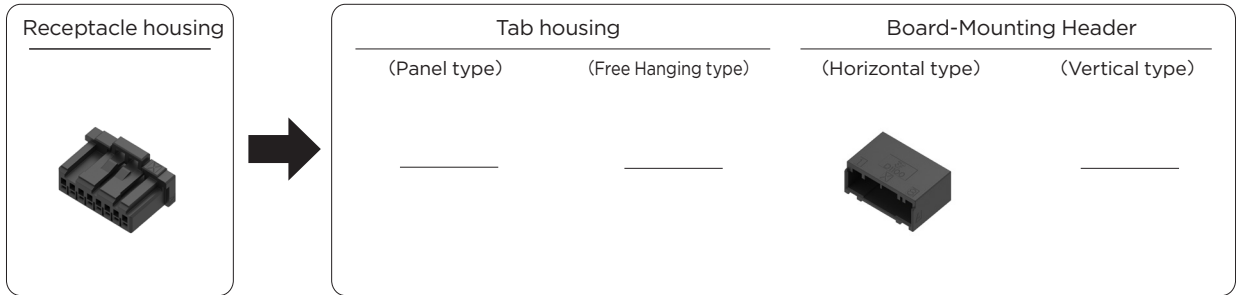 Receptacle housing
Tab housing
Board-Mounting Header
(Panel type)
(Free Hanging type)
(Horizontal type)
(Vertical type)